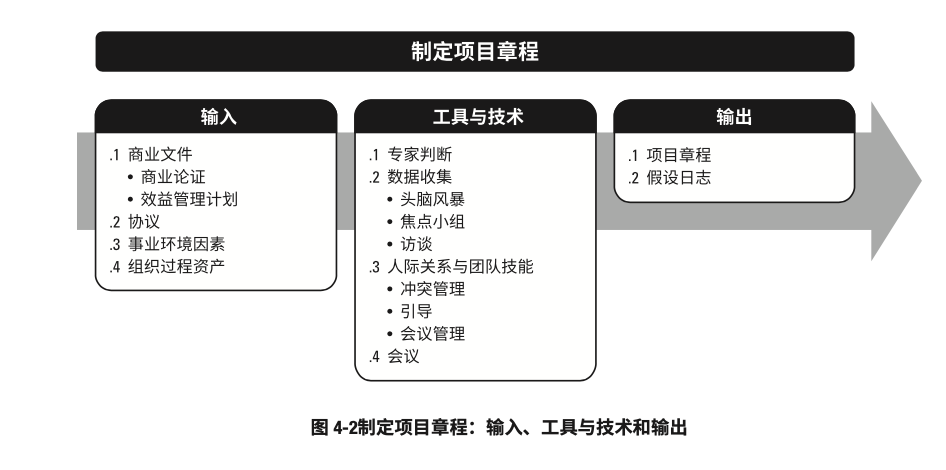 制定项目章程
输入
.1 商业文件
• 商业论证
• 效益管理计划
.2 协议
.3 事业环境因素
.4 组织过程资产
工具与技术
.1 专家判断
.2 数据收集
• 头脑风暴
• 焦点小组
• 访谈
.3 人际关系与团队技能
• 冲突管理
• 引导
• 会议管理
.4 会议
输出
.1 项目章程
.2 假设日志
图 4-2制定项目章程：输入、工具与技术和输出